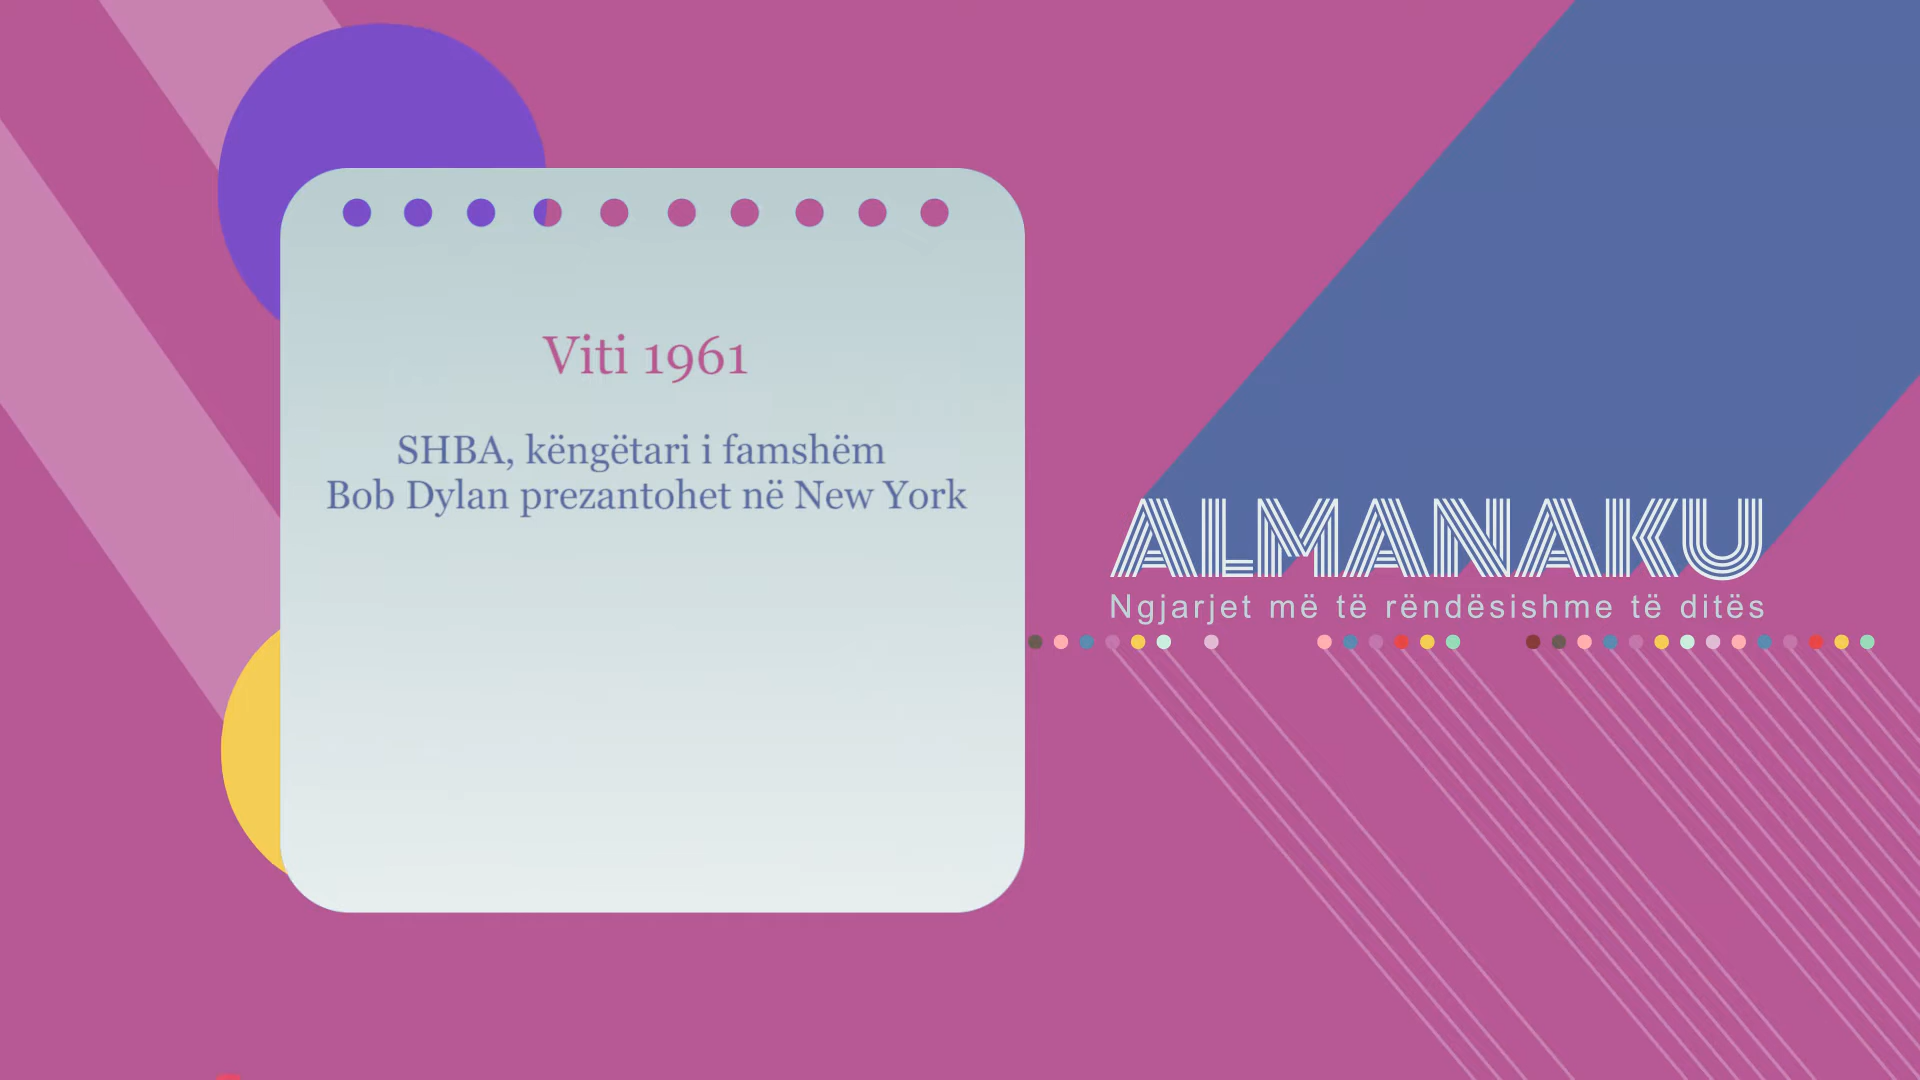 Viti 1961
SHBA, këngëtari i famshëm
Bob Dylan prezantohet në New York
ALMANAKU
Ngjarjet më të rëndësishme të ditës